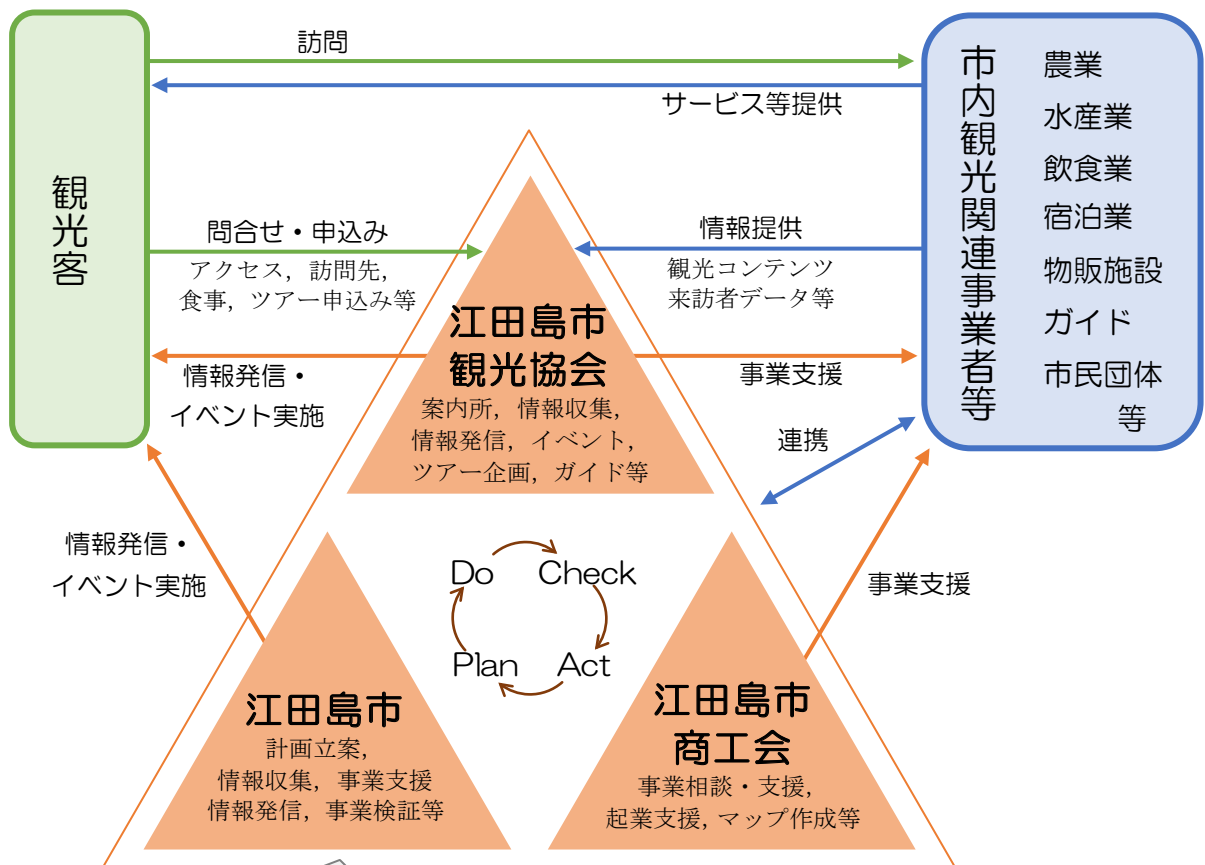 訪問
サービス等提供
観光客
市内観光関連事業者等
農業
水産業
飲食業
宿泊業
物販施設
ガイド
市民団体
等
問合せ・申込み
アクセス，訪問先，
食事，ツアー申込み等
情報提供
観光コンテンツ
来訪者データ等
江田島市
観光協会
案内所，情報収集，
情報発信，イベント，
ツアー企画，ガイド等
情報発信・
イベント実施
事業支援
連携
情報発信・
イベント実施
Do Check
Plan Act
事業支援
江田島市
計画立案，
情報収集，事業支援
情報発信，事業検証等
江田島市
商工会
事業相談・支援，
起業支援，マップ作成等